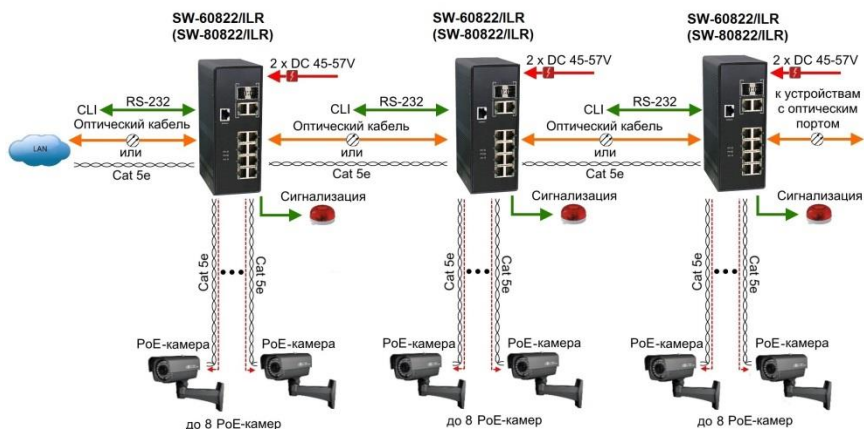 SW-60822/ILR
(SW-80822/ILR)
SW-60822/ILR
(SW-80822/ILR)
SW-60822/ILR
(SW-80822/ILR)
2 x DC 45-57V
2 x DC 45-57V
2 x DC 45-57V
CLI
RS-232
CLI
RS-232
CLI
RS-232
к устройствам
с оптическим
портом
LAN
Оптический кабель
или
Cat 5e
Оптический кабель
или
Cat 5e
Оптический кабель
или
Cat 5e
Сигнализация
Сигнализация
Сигнализация
Cat 5e
Cat 5e
Cat 5e
Cat 5e
Cat 5e
Cat 5e
PoE-камера
PoE-камера
PoE-камера
PoE-камера
PoE-камера
PoE-камера
до 8 PoE-камер
до 8 PoE-камер
до 8 PoE-камер